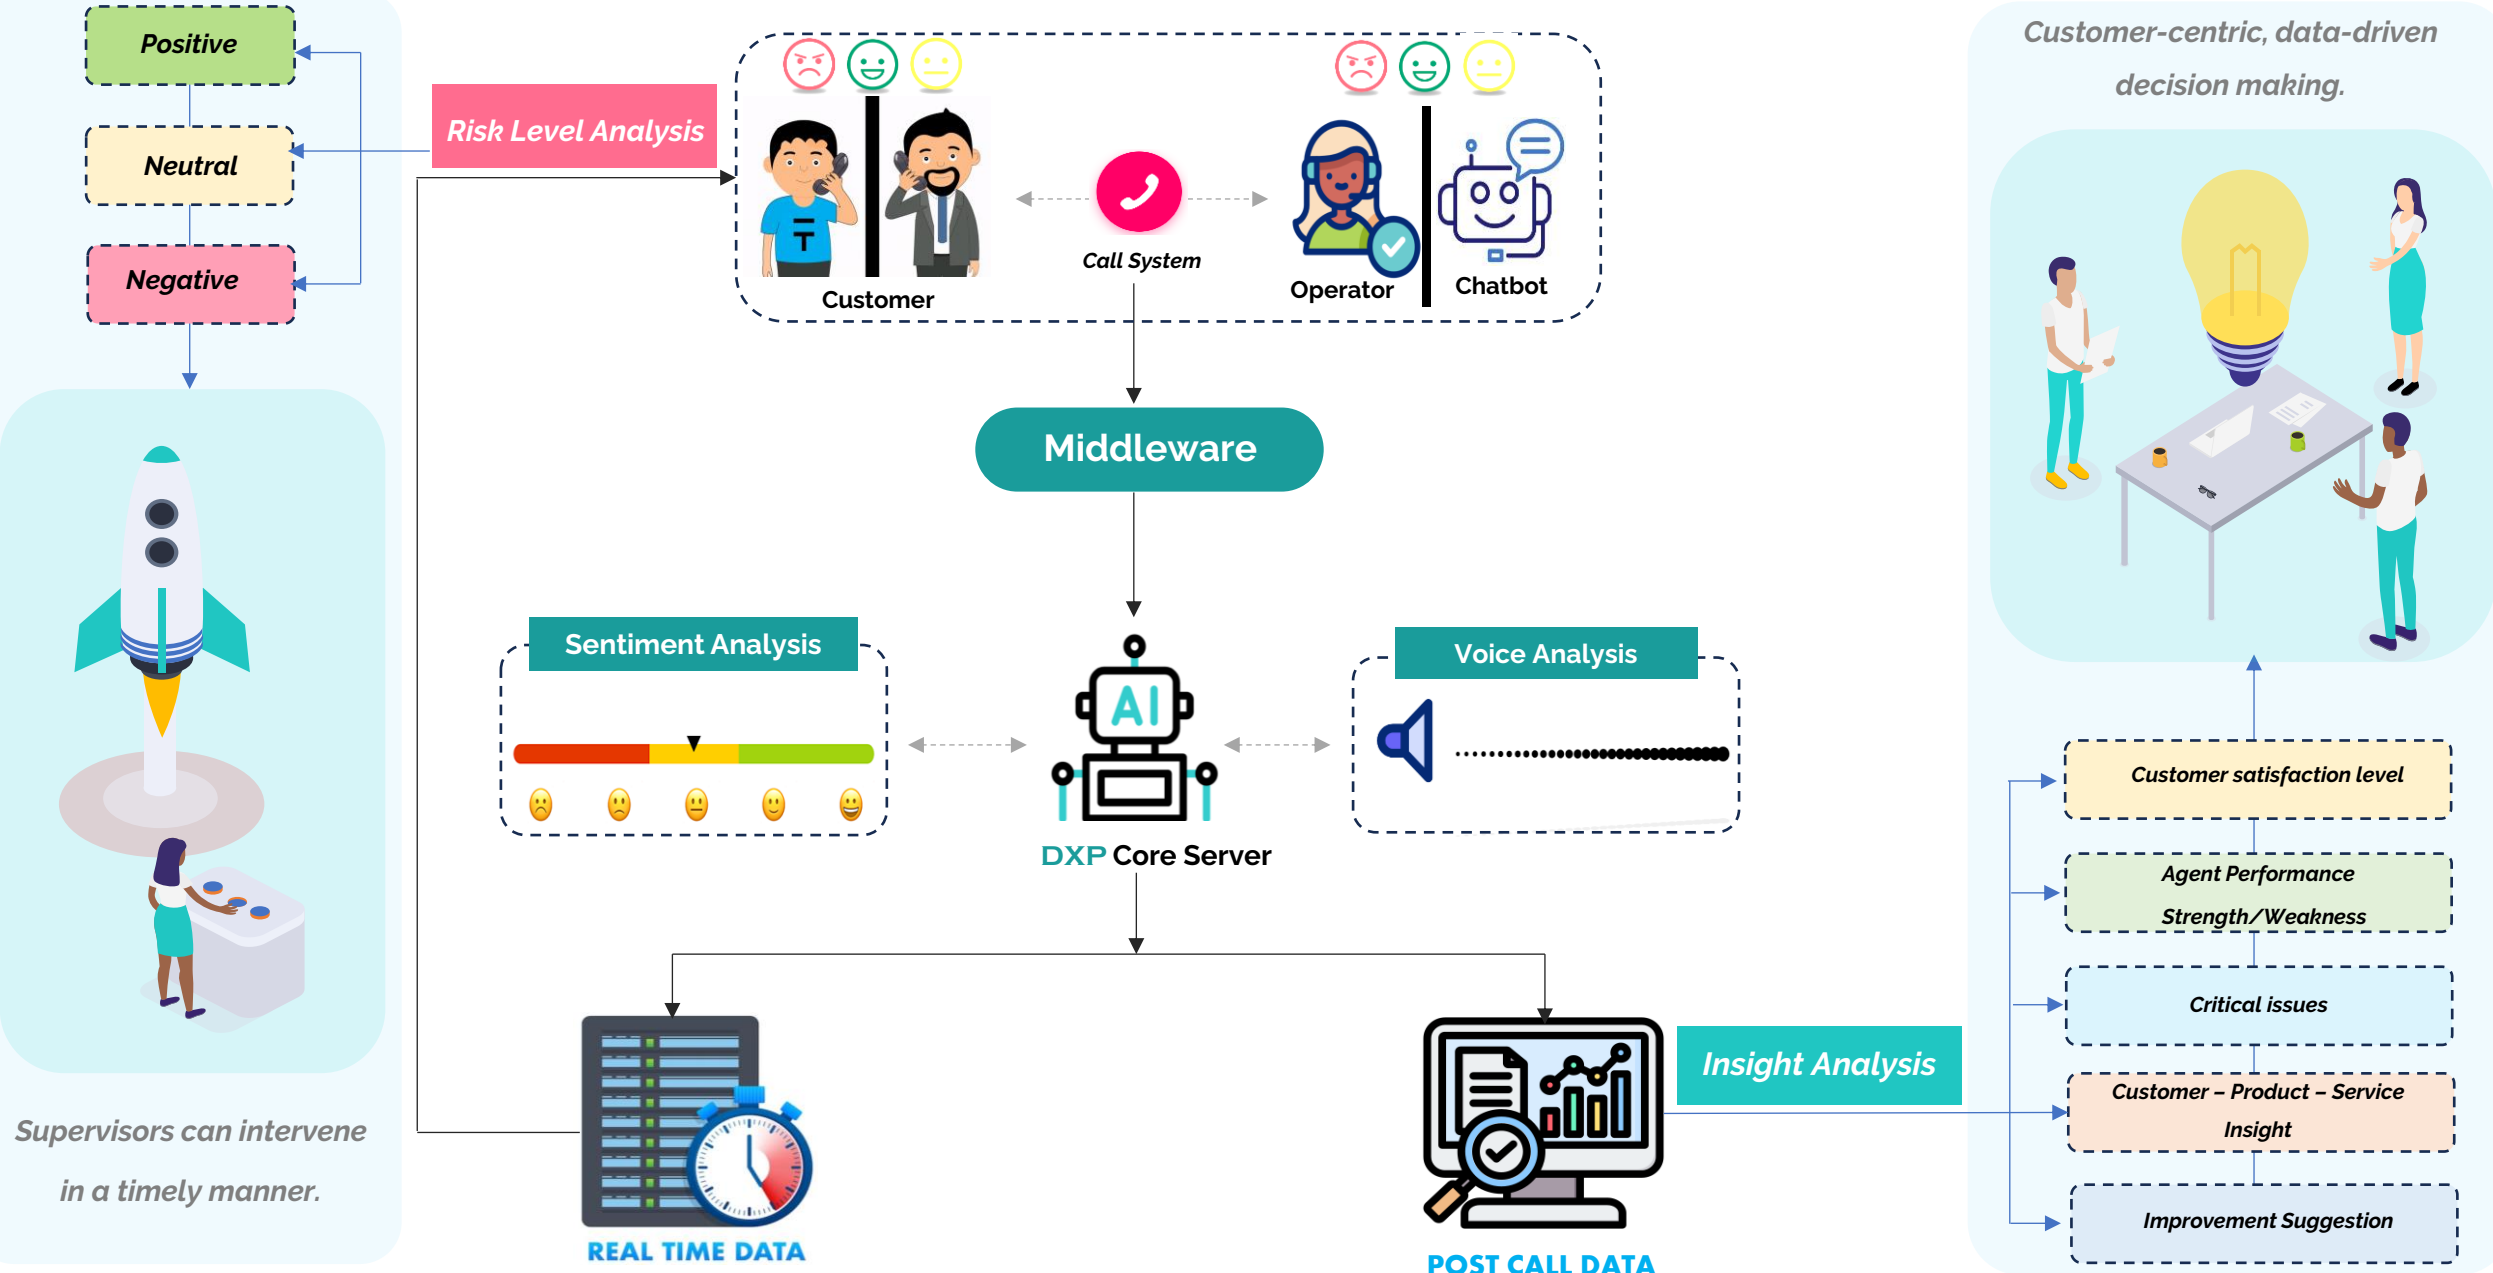 Positive
Neutral
Negative
Supervisors can intervene
in a timely manner.
Risk Level Analysis
Customer
Call System
Operator
Chatbot
Middleware
Sentiment Analysis
AI
DXP Core Server
Voice Analysis
REAL TIME DATA
POST CALL DATA
Insight Analysis
Customer-centric, data-driven
decision making.
Customer satisfaction level
Agent Performance
Strength/Weakness
Critical issues
Customer – Product – Service
Insight
Improvement Suggestion